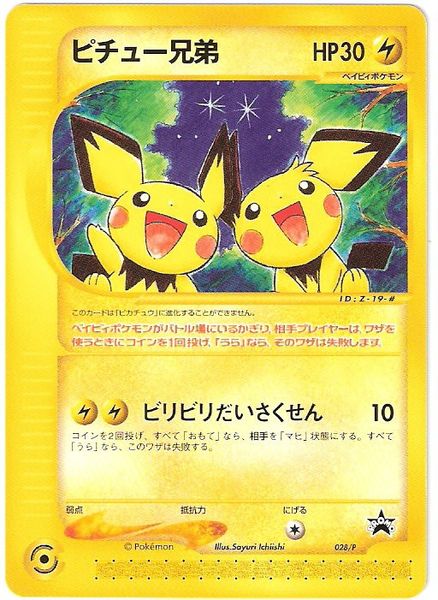 ピチュー兄弟 HP30
ベイビィポケモン
ID:Z-19-#
このカードは「ピカチュウ」に進化することができません。
ベイビィポケモンがバトル場にいるかぎり、相手プレイヤーは、ワザを
使うときにコインを1回投げ、「うら」なら、そのワザは失敗します。
ビリビリだいさくせん 10
コインを2回投げ、すべて「おもて」なら、相手を「マヒ」状態にする。すべて
「うら」なら、このワザは失敗する。
弱点 抵抗力 にげる
© Pokémon Illus.Sayuri Ichiishi 028/P
PROMO